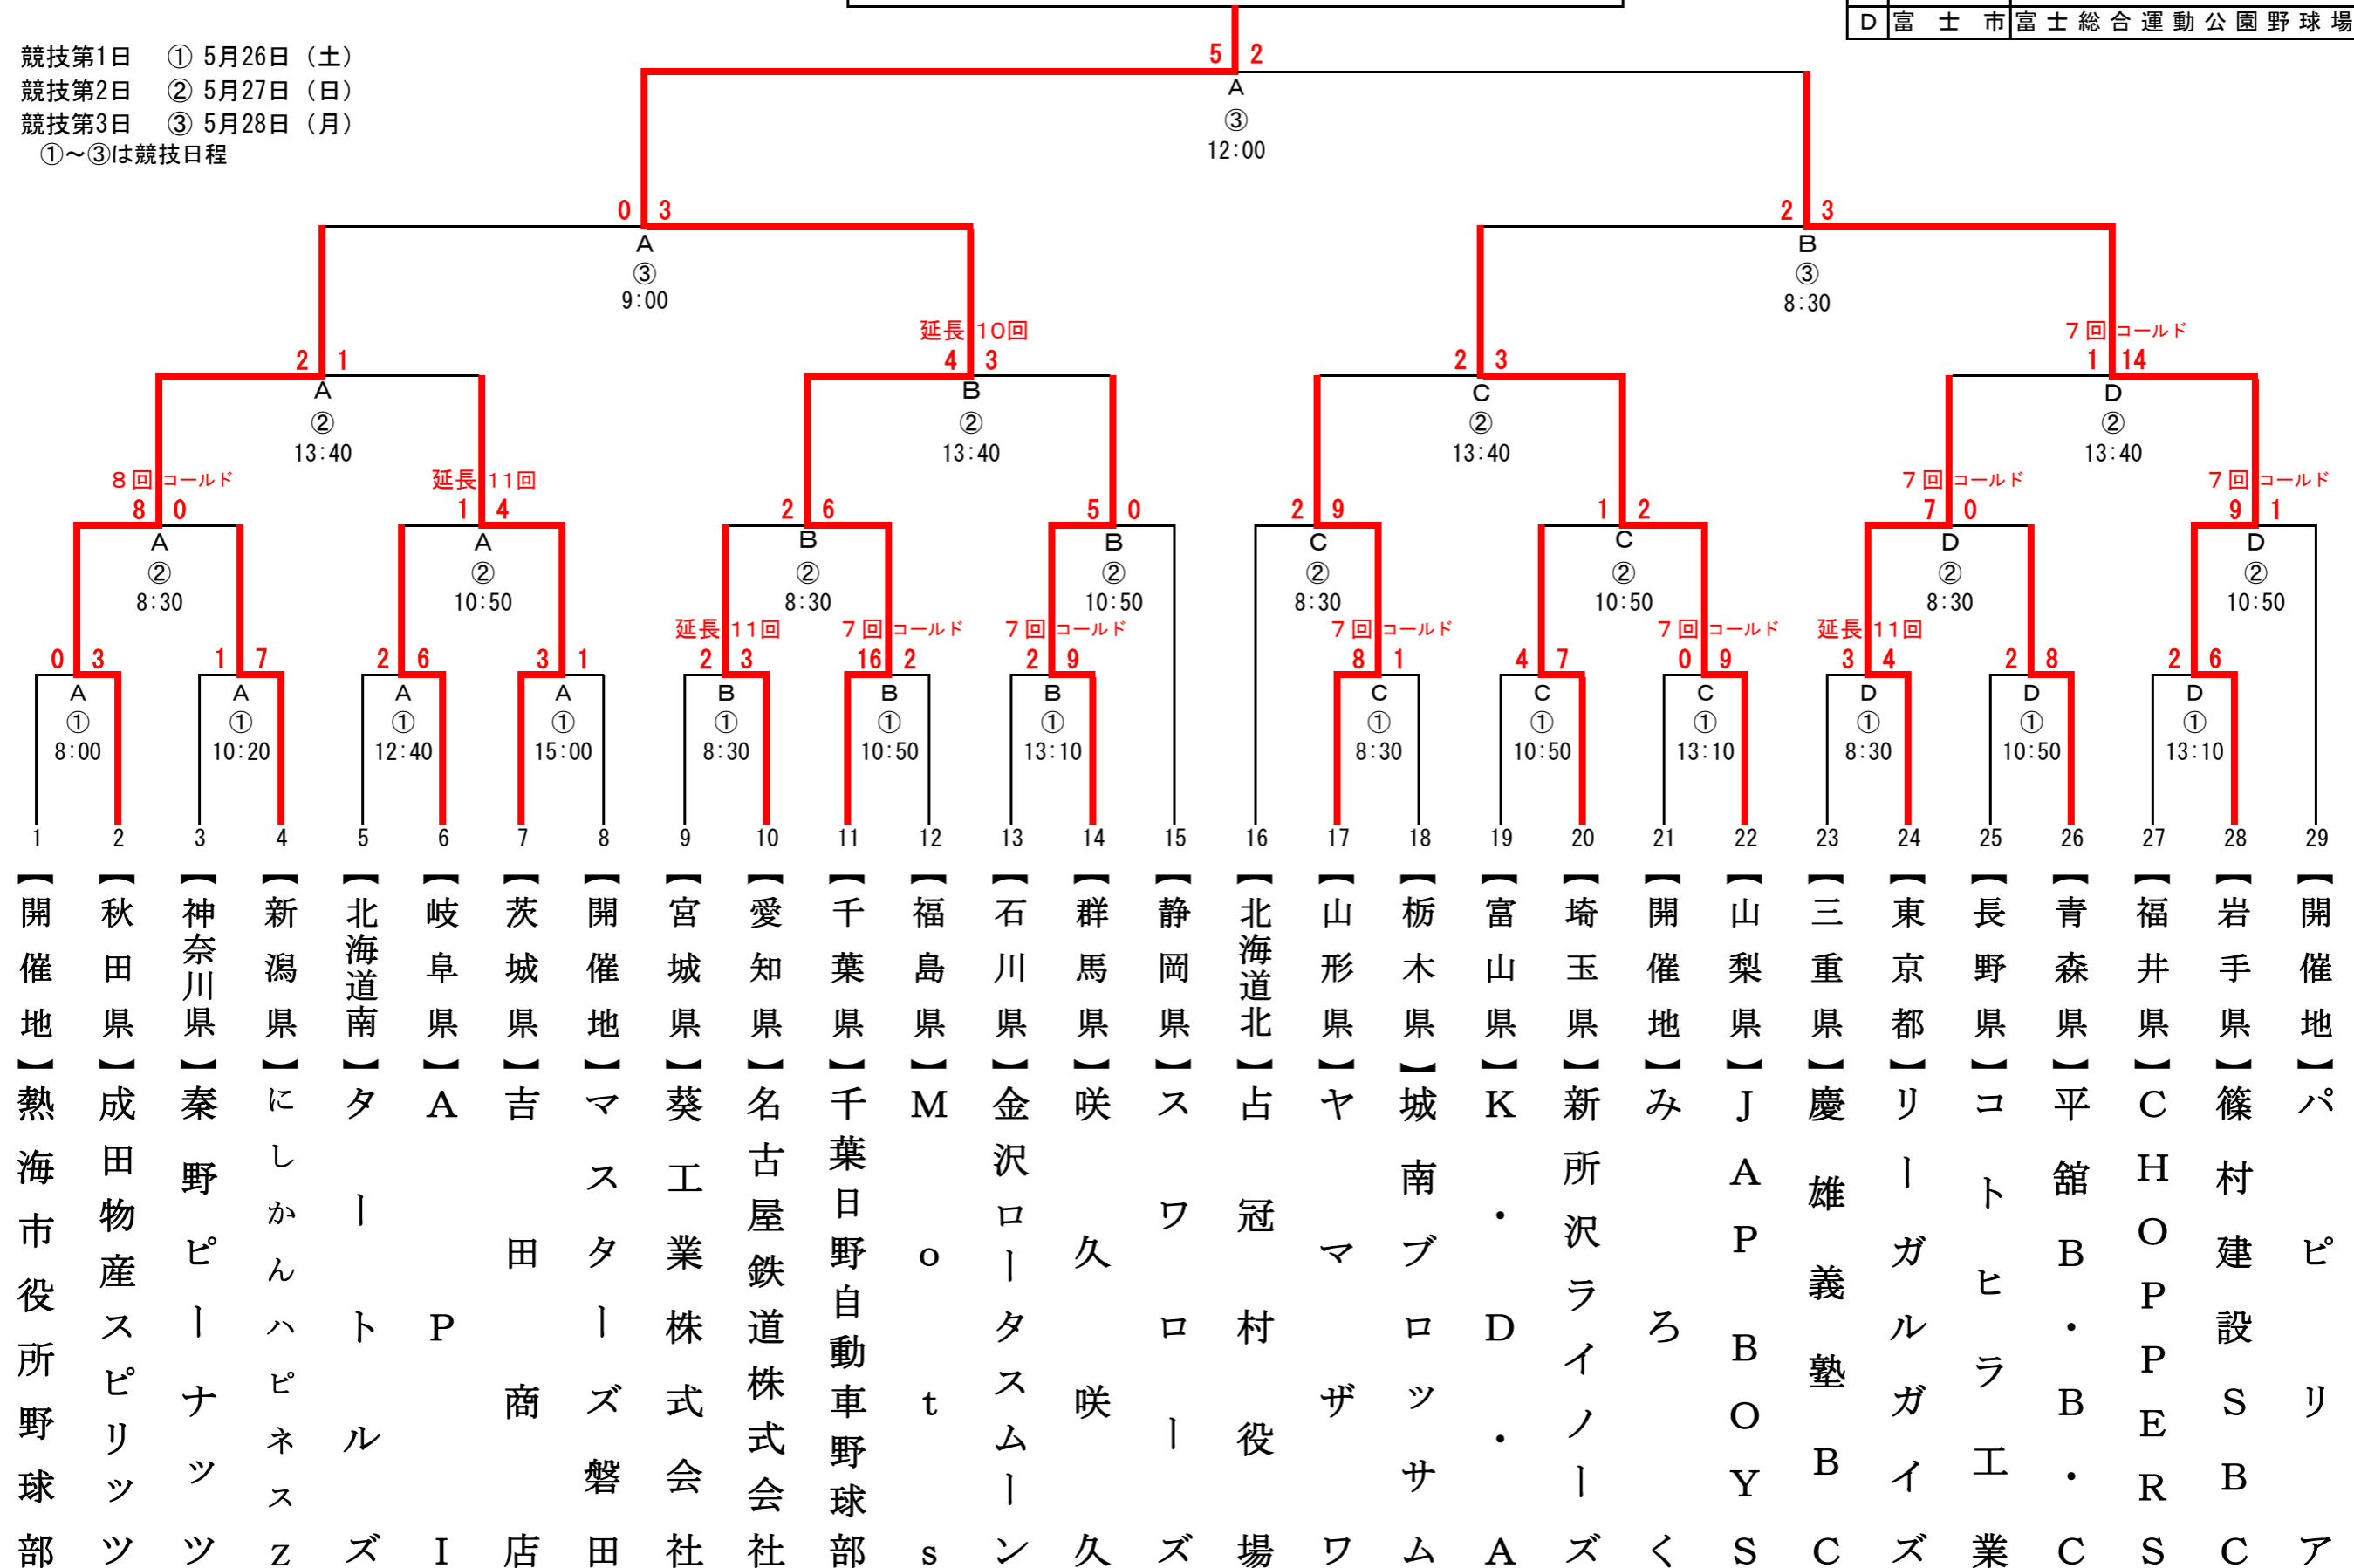 D 富士市 富士総合運動公園野球場
競技第1日 ① 5月26日（土）
競技第2日 ② 5月27日（日）
競技第3日 ③ 5月28日（月）
①～③は競技日程
5 2
A
③
12:00
0 3
A
③
9:00
2 3
B
③
8:30
2 1
A
②
13:40
延長 10回
4 3
B
②
13:40
2 3
C
②
13:40
7回 コールド
1 14
D
②
13:40
8回 コールド
8 0
A
②
8:30
延長 11回
1 4
A
②
10:50
2 6
B
②
8:30
5 0
B
②
10:50
2 9
C
②
8:30
1 2
C
②
10:50
7回 コールド
7 0
D
②
8:30
7回 コールド
9 1
D
②
10:50
0 3
A
①
8:00
1 7
A
①
10:20
2 6
A
①
12:40
3 1
A
①
15:00
延長 11回
2 3
B
①
8:30
7回 コールド
16 2
B
①
10:50
7回 コールド
2 9
B
①
13:10
7回 コールド
8 1
C
①
8:30
4 7
C
①
10:50
7回 コールド
0 9
C
①
13:10
延長 11回
3 4
D
①
8:30
2 8
D
①
10:50
2 6
D
①
13:10
1 【開催地】熱海市役所野球部
2 【秋田県】成田物産スピリッツ
3 【神奈川県】秦野ピーナッツ
4 【新潟県】にしかんハピネスZ
5 【北海道南】タートルズ
6 【岐阜県】API
7 【茨城県】吉田商店
8 【開催地】マスターズ磐田
9 【宮城県】葵工業株式会社
10 【愛知県】名古屋鉄道株式会社
11 【千葉県】千葉日野自動車野球部
12 【福島県】Mots
13 【石川県】金沢ロータスムーン
14 【群馬県】咲久咲久
15 【静岡県】スワローズ
16 【北海道北】占冠村役場
17 【山形県】ヤマザワ
18 【栃木県】城南ブロッサム
19 【富山県】K・D・A
20 【埼玉県】新所沢ライノーズ
21 【開催地】みろく
22 【山梨県】JAP BOYS
23 【三重県】慶雄義塾BC
24 【東京都】リーガルガイズ
25 【長野県】コトヒラ工業
26 【青森県】平舘B・B・C
27 【福井県】CHOPPERS
28 【岩手県】篠村建設SBC
29 【開催地】パピリア